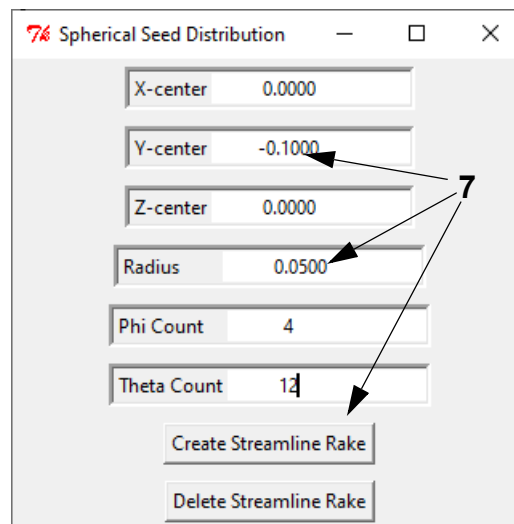 Spherical Seed Distribution
X-center 0.0000
Y-center -0.1000
7
Z-center 0.0000
Radius 0.0500
Phi Count 4
Theta Count 12
Create Streamline Rake
Delete Streamline Rake